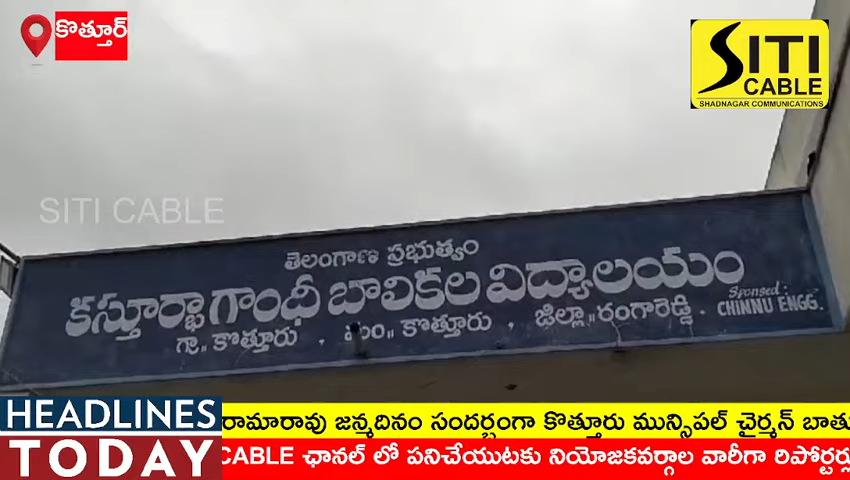 కొత్తూర్
SITI
CABLE
SHADNAGAR COMMUNICATIONS
SITI CABLE
తెలంగాణ ప్రభుత్వం
కస్తూర్భా గాంధీ బాలికల విద్యాలయం
గ్రా॥ కొత్తూరు , మం౹ కొత్తూరు , జిల్లా॥ రంగారెడ్డి.
Sponsed:
CHINNU ENGG.
HEADLINES
TODAY
రామారావు జన్మదినం సందర్భంగా కొత్తూరు మున్సిపల్ చైర్మన్ బాతు
CABLE ఛానల్ లో పనిచేయుటకు నియోజకవర్గాల వారీగా రిపోర్టర్లు